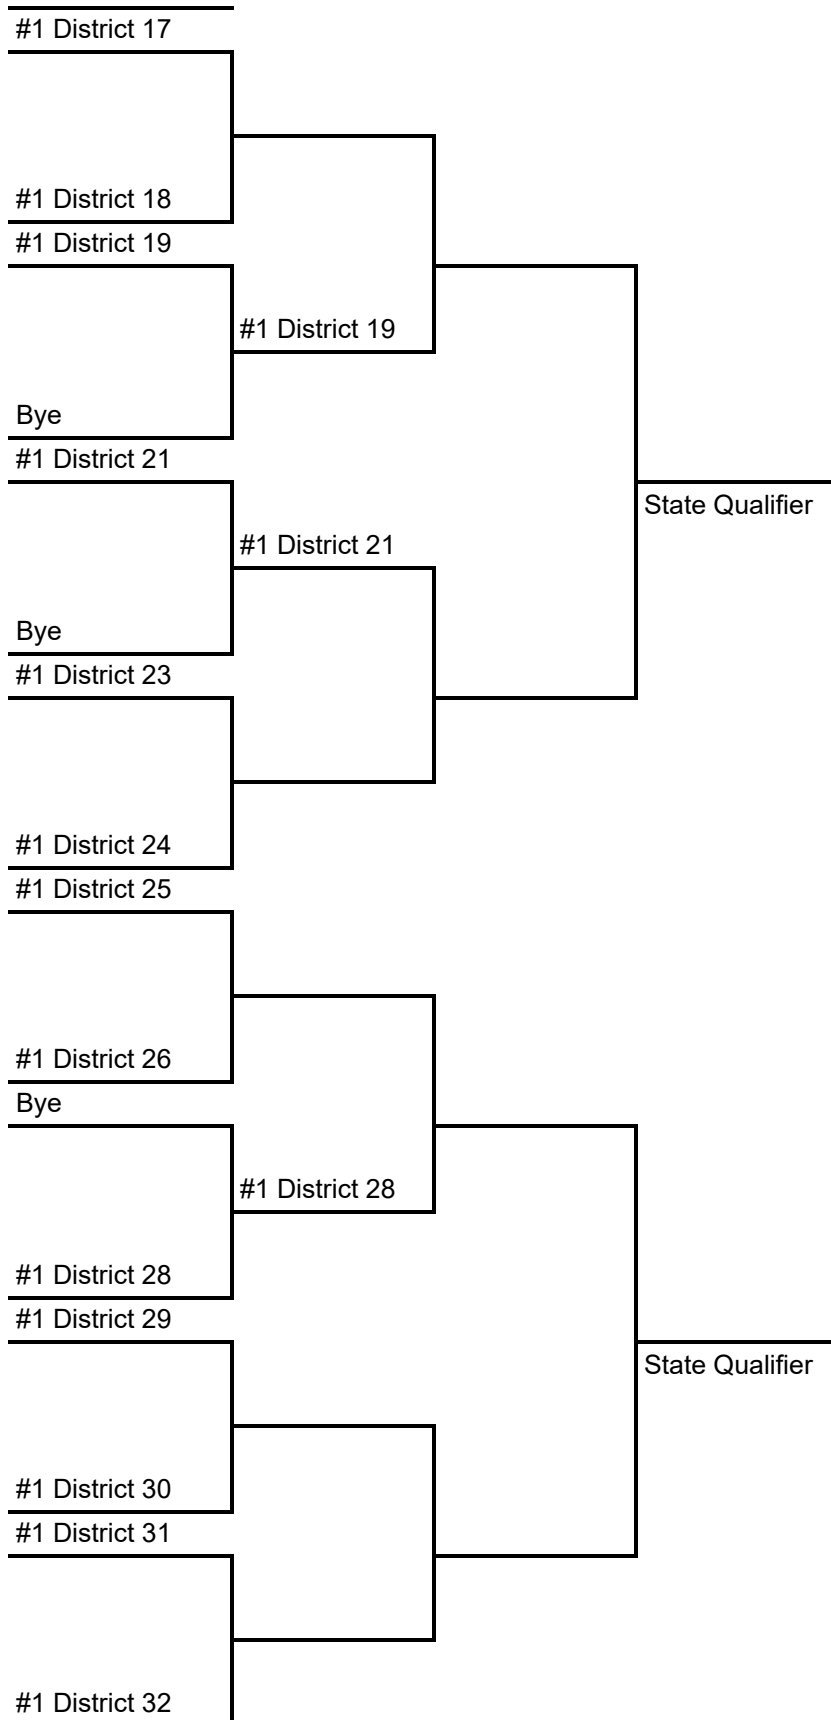 #1 District 17
#1 District 18
#1 District 19
#1 District 19
Bye
#1 District 21
State Qualifier
#1 District 21
Bye
#1 District 23
#1 District 24
#1 District 25
#1 District 26
Bye
#1 District 28
#1 District 28
#1 District 29
State Qualifier
#1 District 30
#1 District 31
#1 District 32